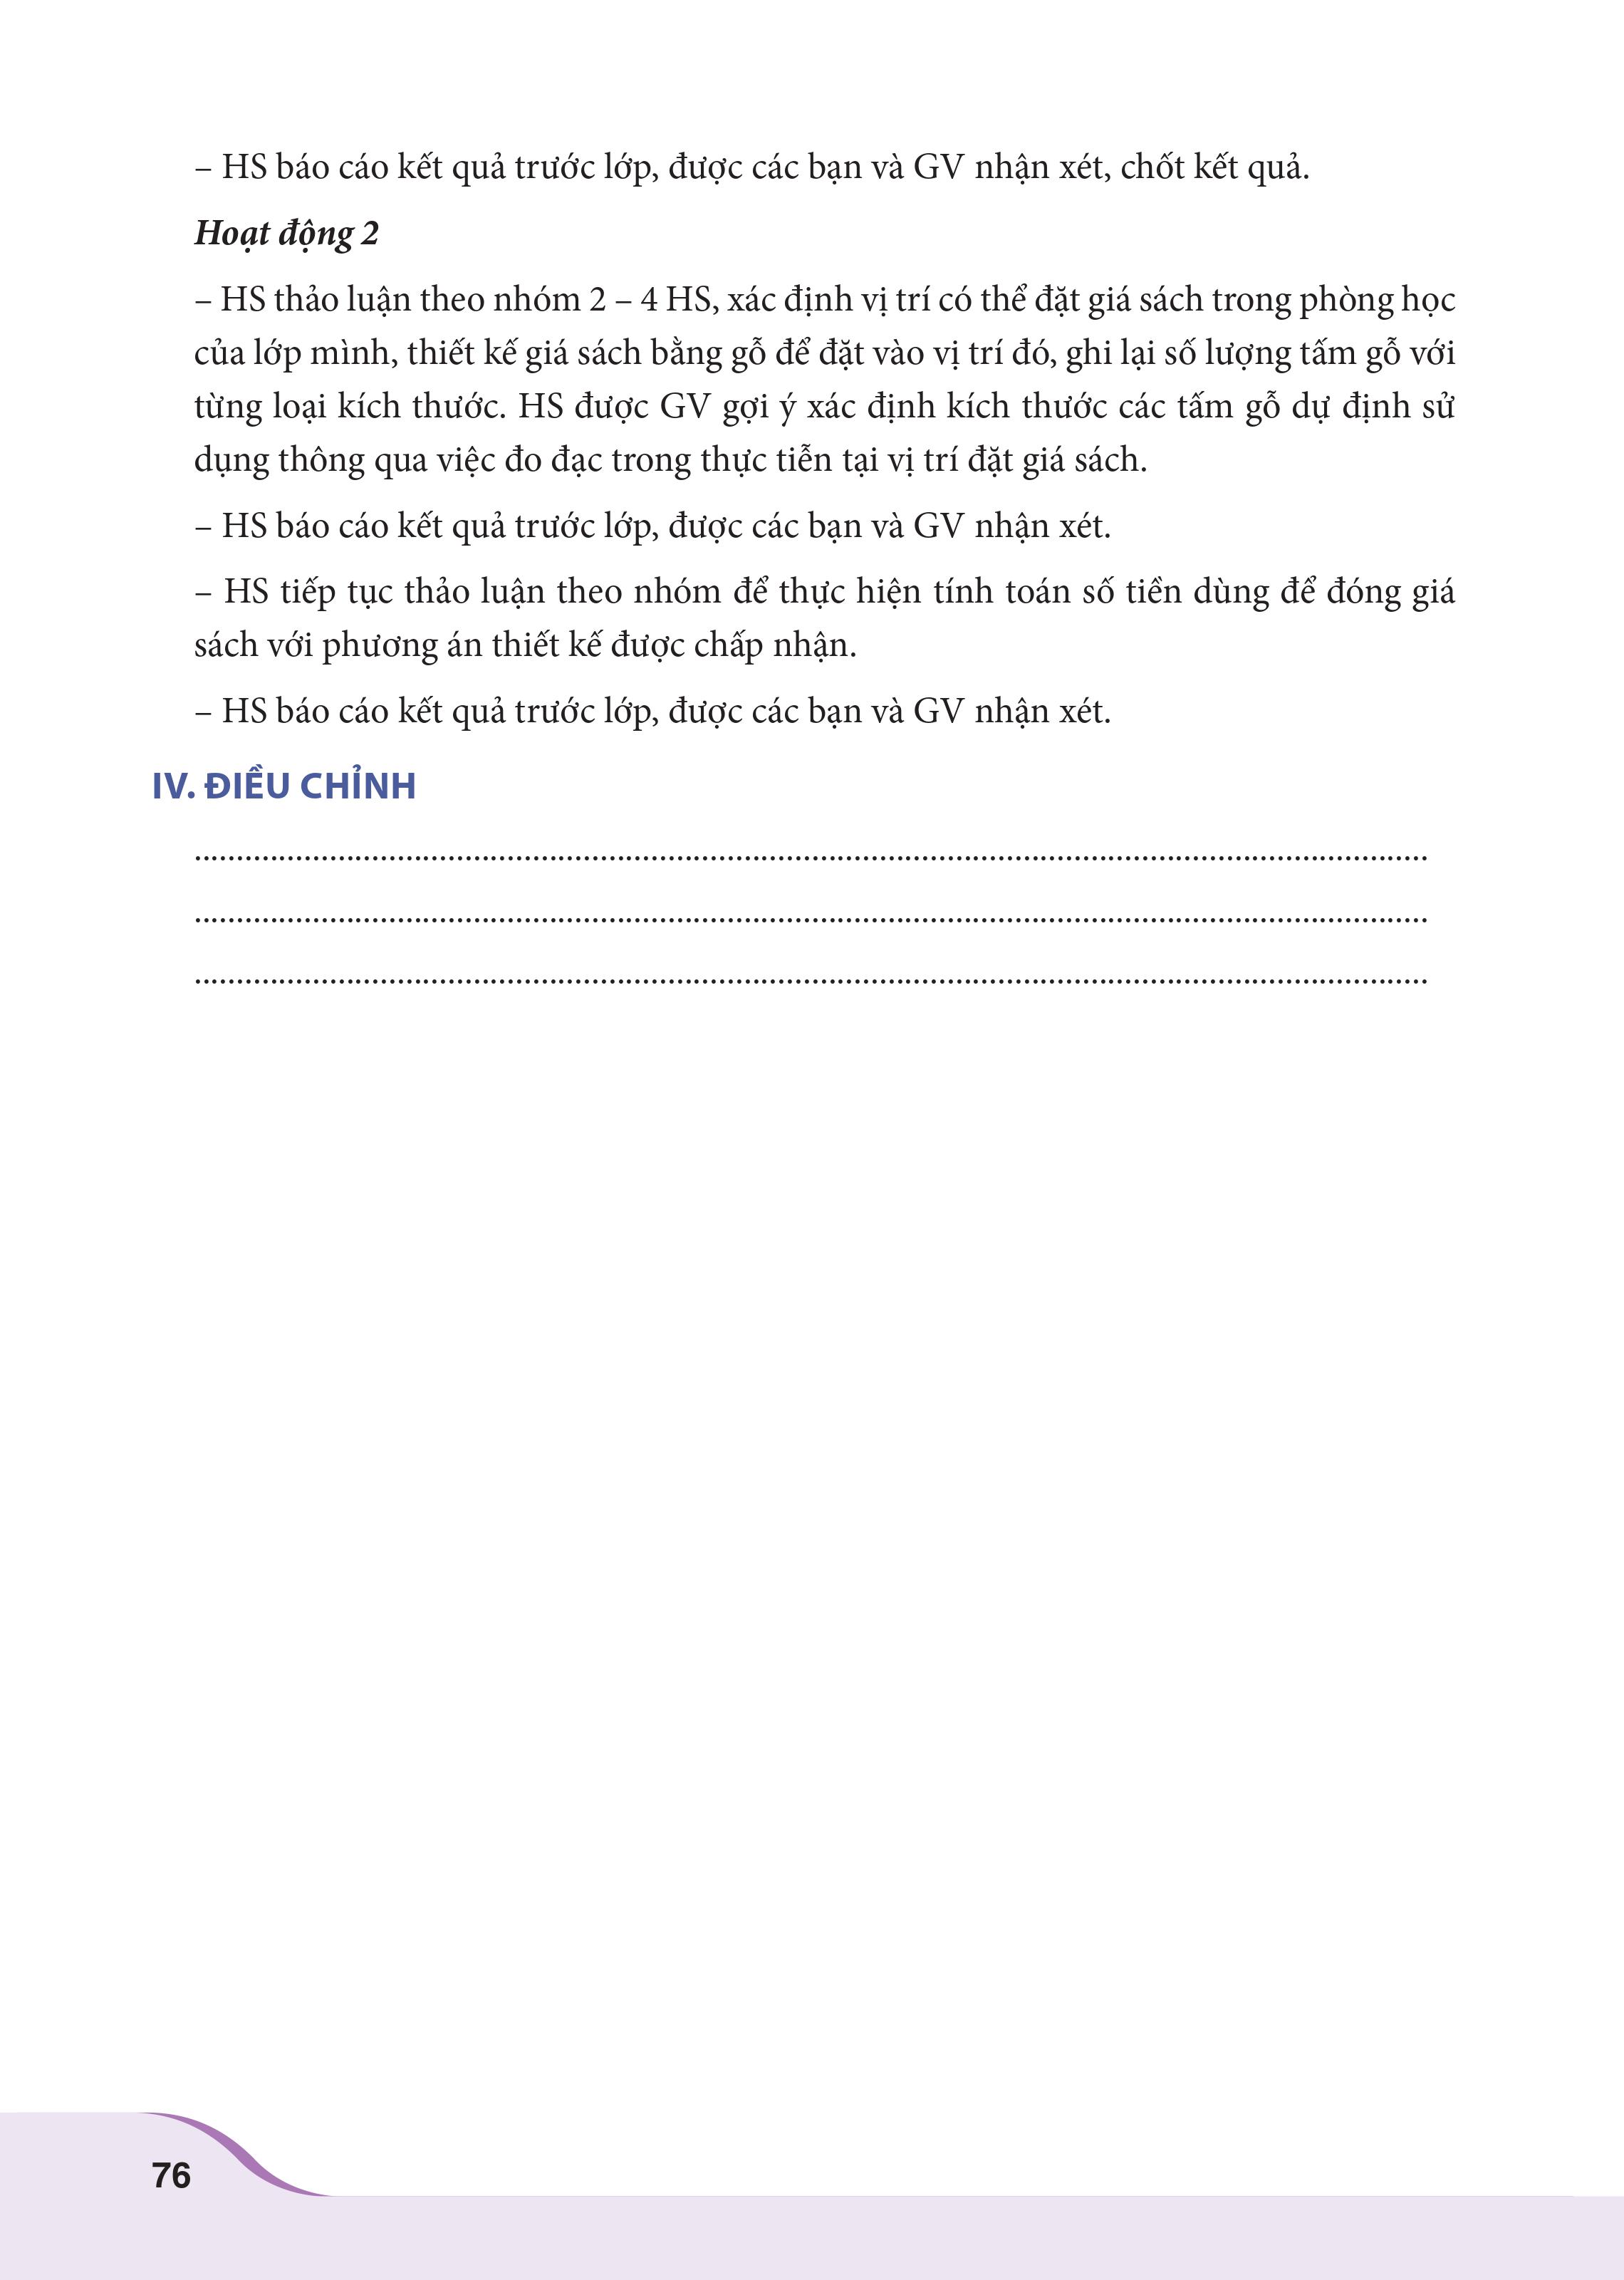 – HS báo cáo kết quả trước lớp, được các bạn và GV nhận xét, chốt kết quả.
Hoạt động 2
– HS thảo luận theo nhóm 2 – 4 HS, xác định vị trí có thể đặt giá sách trong phòng học
của lớp mình, thiết kế giá sách bằng gỗ để đặt vào vị trí đó, ghi lại số lượng tấm gỗ với
từng loại kích thước. HS được GV gợi ý xác định kích thước các tấm gỗ dự định sử
dụng thông qua việc đo đạc trong thực tiễn tại vị trí đặt giá sách.
– HS báo cáo kết quả trước lớp, được các bạn và GV nhận xét.
– HS tiếp tục thảo luận theo nhóm để thực hiện tính toán số tiền dùng để đóng giá
sách với phương án thiết kế được chấp nhận.
– HS báo cáo kết quả trước lớp, được các bạn và GV nhận xét.
IV. ĐIỀU CHỈNH
76